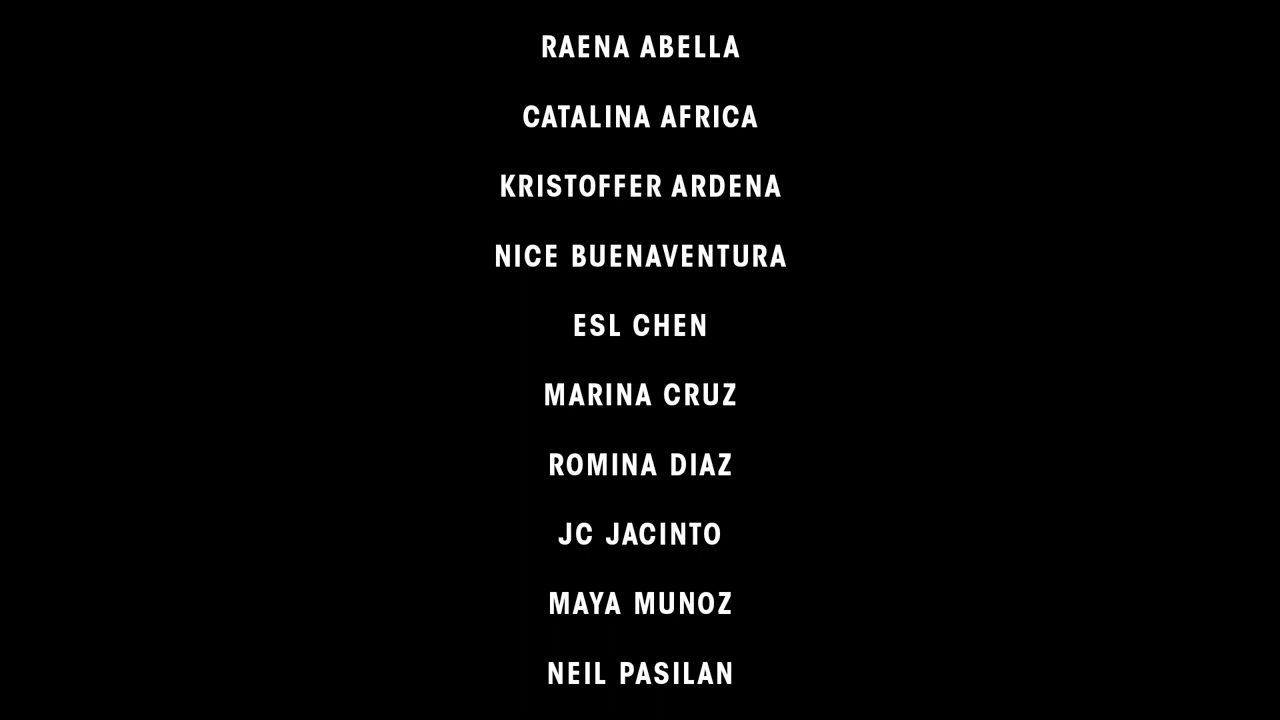 RAENA ABELLA
CATALINA AFRICA
KRISTOFFER ARDENA
NICE BUENAVENTURA
ESL CHEN
MARINA CRUZ
ROMINA DIAZ
JC JACINTO
MAYA MUNOZ
NEIL PASILAN